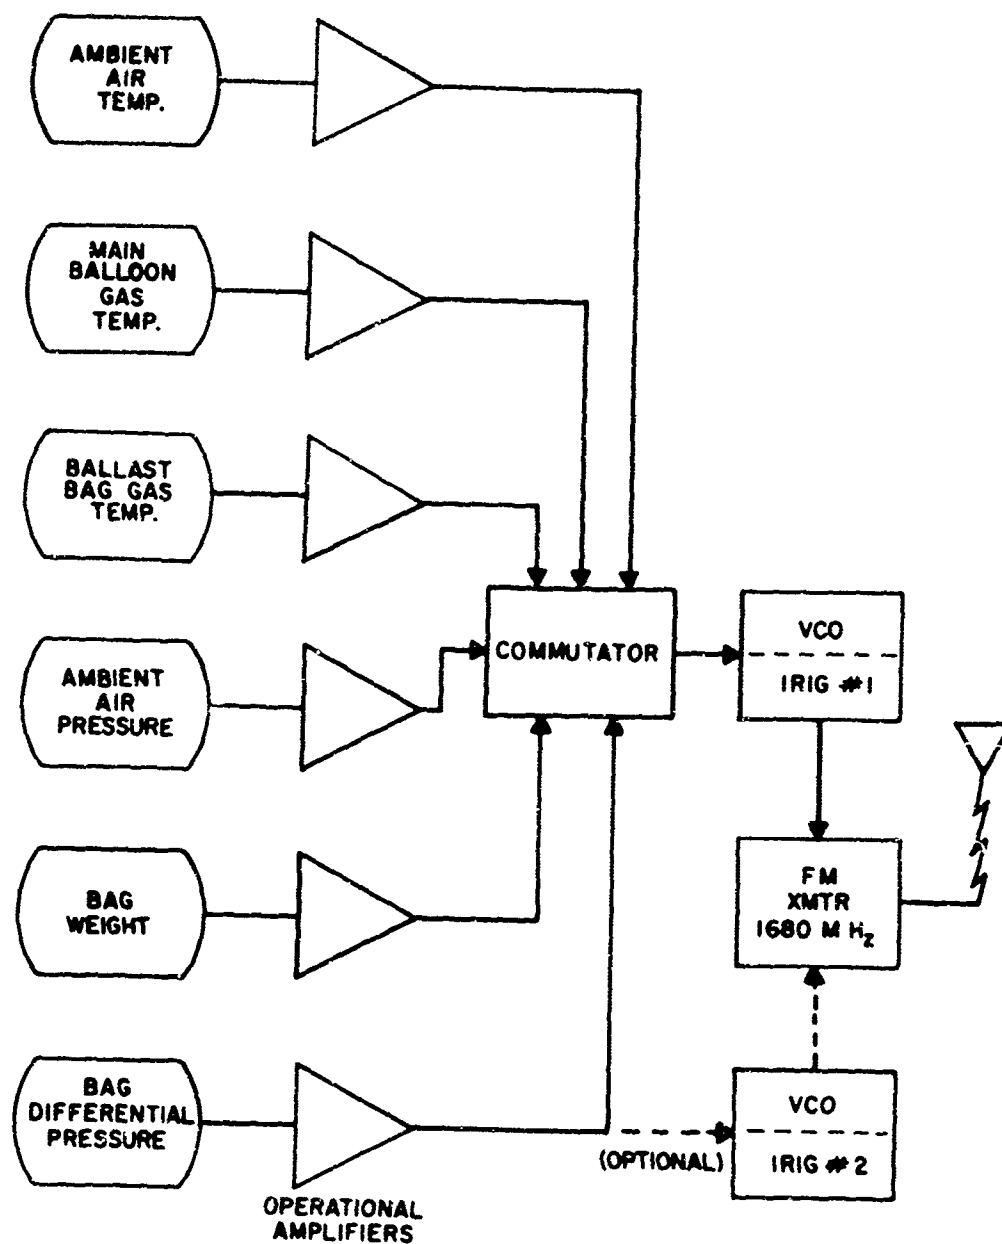 AMBIENT
AIR
TEMP.
MAIN
BALLOON
GAS
TEMP.
BALLAST
BAG GAS
TEMP.
AMBIENT
AIR
PRESSURE
BAG
WEIGHT
BAG
DIFFERENTIAL
PRESSURE
OPERATIONAL
AMPLIFIERS
COMMUTATOR
VCO
IRIG #1
FM
XMTR
1680 M Hz
VCO
IRIG #2
(OPTIONAL)